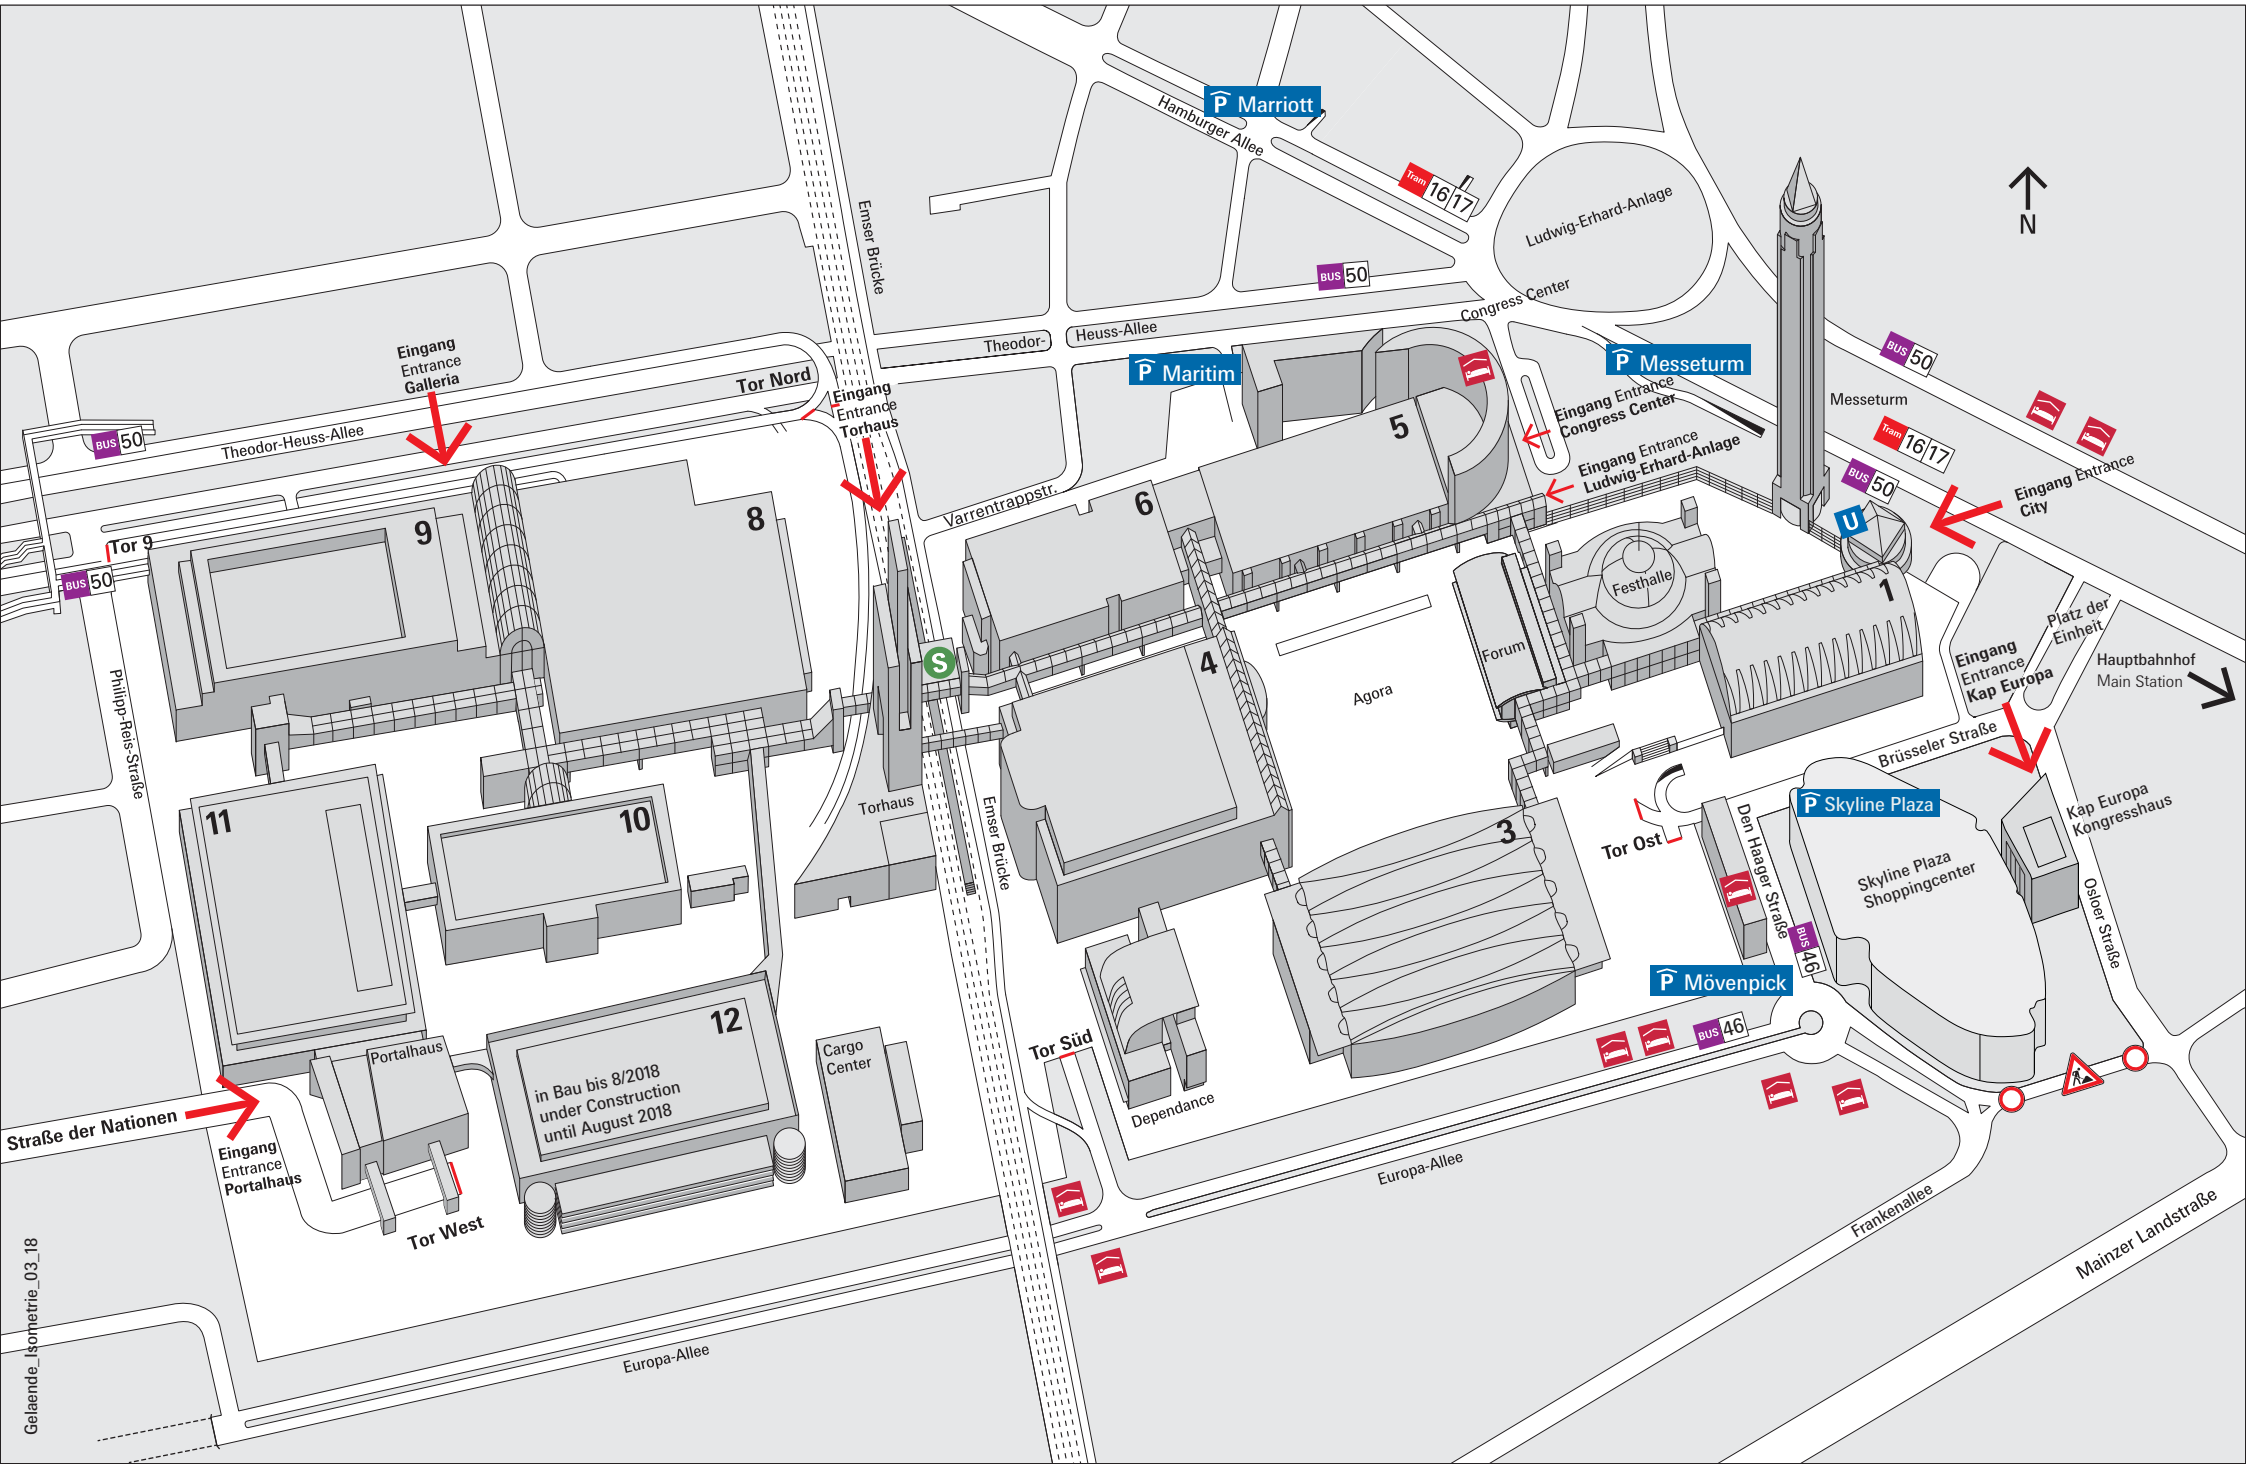 P Marriott
Hamburger Allee
Tram 16 17
Ludwig-Erhard-Anlage
N
Emser Brücke
BUS 50
Congress Center
Theodor-
Heuss-Allee
P Maritim
P Messeturm
BUS 50
Eingang
Entrance
Galleria
Tor Nord
Eingang
Entrance
Torhaus
Theodor-Heuss-Allee
BUS 50
Eingang Entrance
Congress Center
Messeturm
Tram 16 17
Eingang Entrance
Ludwig-Erhard-Anlage
BUS 50
Eingang Entrance
City
U
Varrentrappstr.
5
6
8
9
Tor 9
BUS 50
Festhalle
1
Forum
Platz der
Einheit
Eingang
Entrance
Kap Europa
Hauptbahnhof
Main Station
S
4
Agora
Philipp-Reis-Straße
Brüsseler Straße
Torhaus
Emser Brücke
11
10
3
Tor Ost
Den Haager Straße
P Skyline Plaza
Skyline Plaza
Shoppingcenter
Kap Europa
Kongresshaus
Osloer Straße
BUS 46
P Mövenpick
BUS 46
12
in Bau bis 8/2018
under Construction
until August 2018
Portalhaus
Cargo
Center
Tor Süd
Dependance
Straße der Nationen
Eingang
Entrance
Portalhaus
Tor West
Europa-Allee
Frankenallee
Mainzer Landstraße
Europa-Allee
Gelaende_Isometrie_03_18